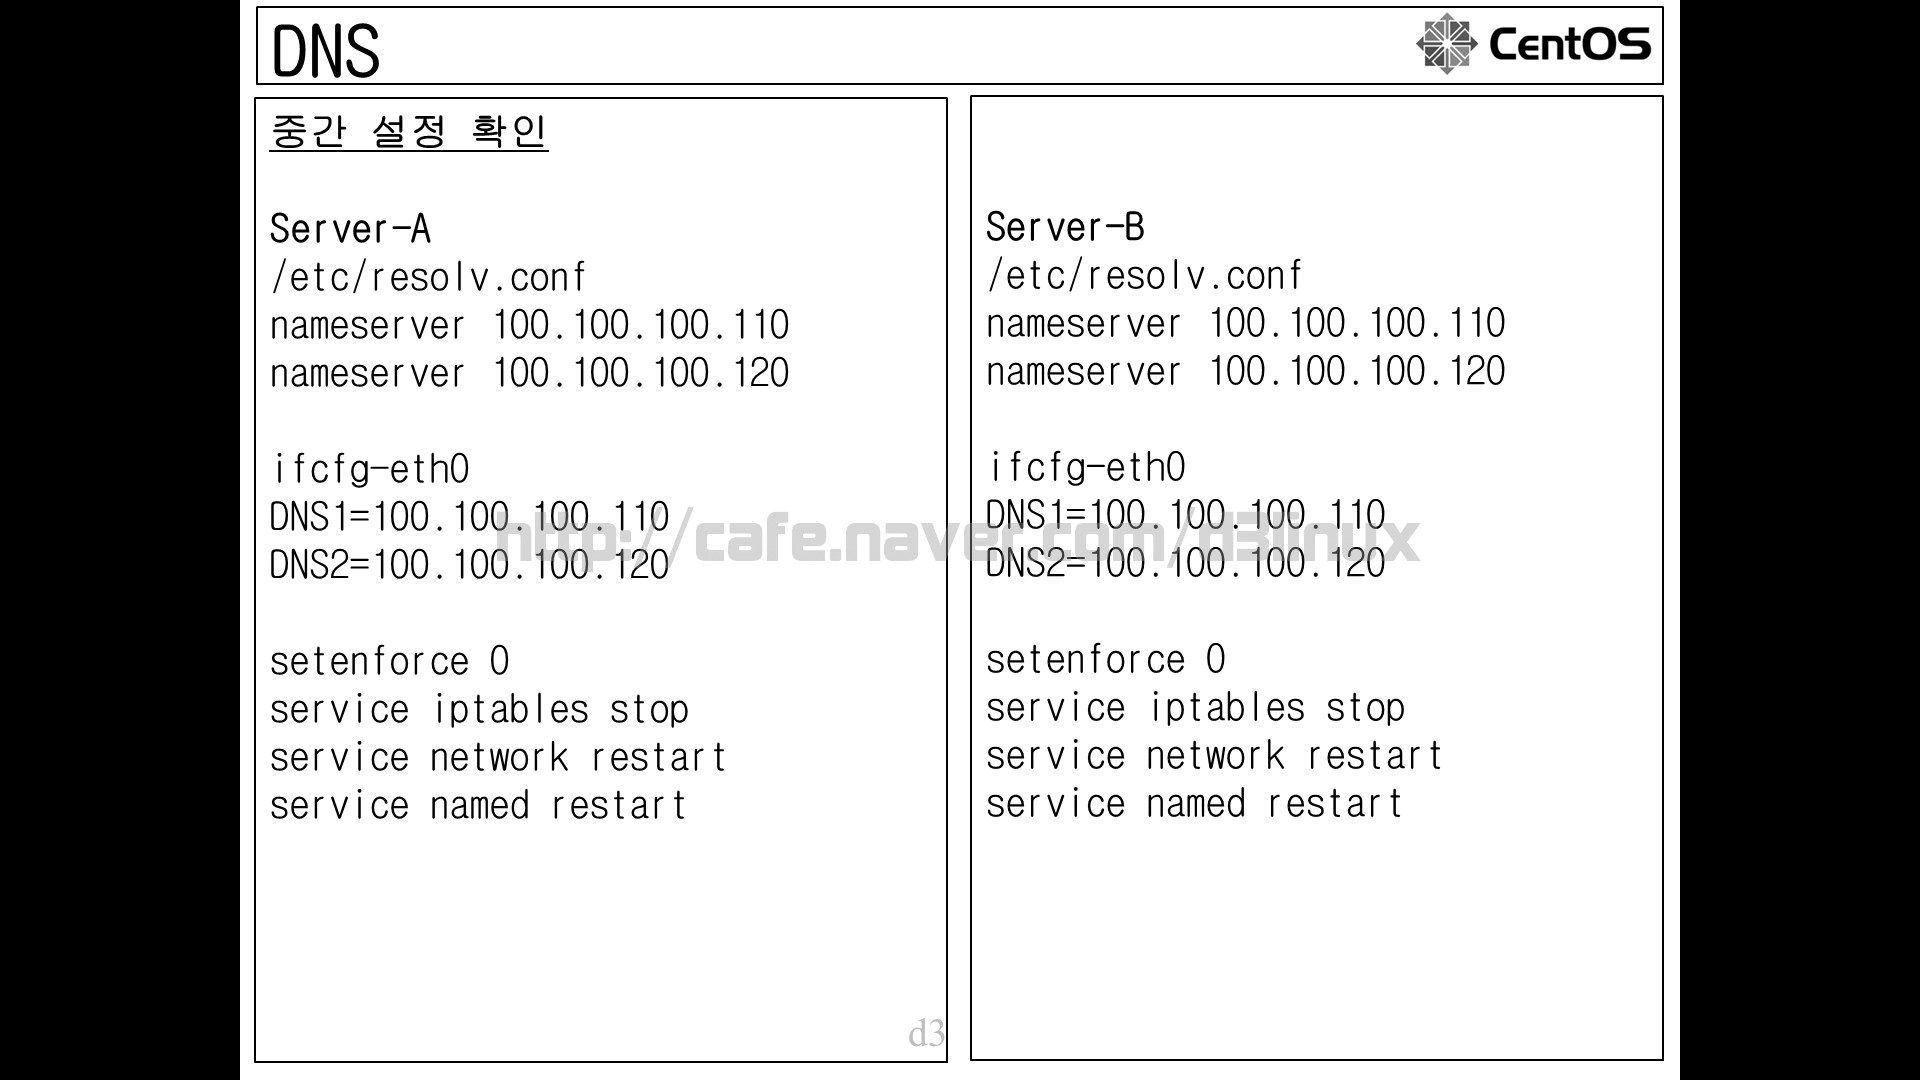 DNS
CentOS
중간 설정 확인
Server-A
/etc/resolv.conf
nameserver 100.100.100.110
nameserver 100.100.100.120
ifcfg-eth0
DNS1=100.100.100.110
DNS2=100.100.100.120
setenforce 0
service iptables stop
service network restart
service named restart
Server-B
/etc/resolv.conf
nameserver 100.100.100.110
nameserver 100.100.100.120
ifcfg-eth0
DNS1=100.100.100.110
DNS2=100.100.100.120
setenforce 0
service iptables stop
service network restart
service named restart
http://cafe.naver.com/d3linux
d3